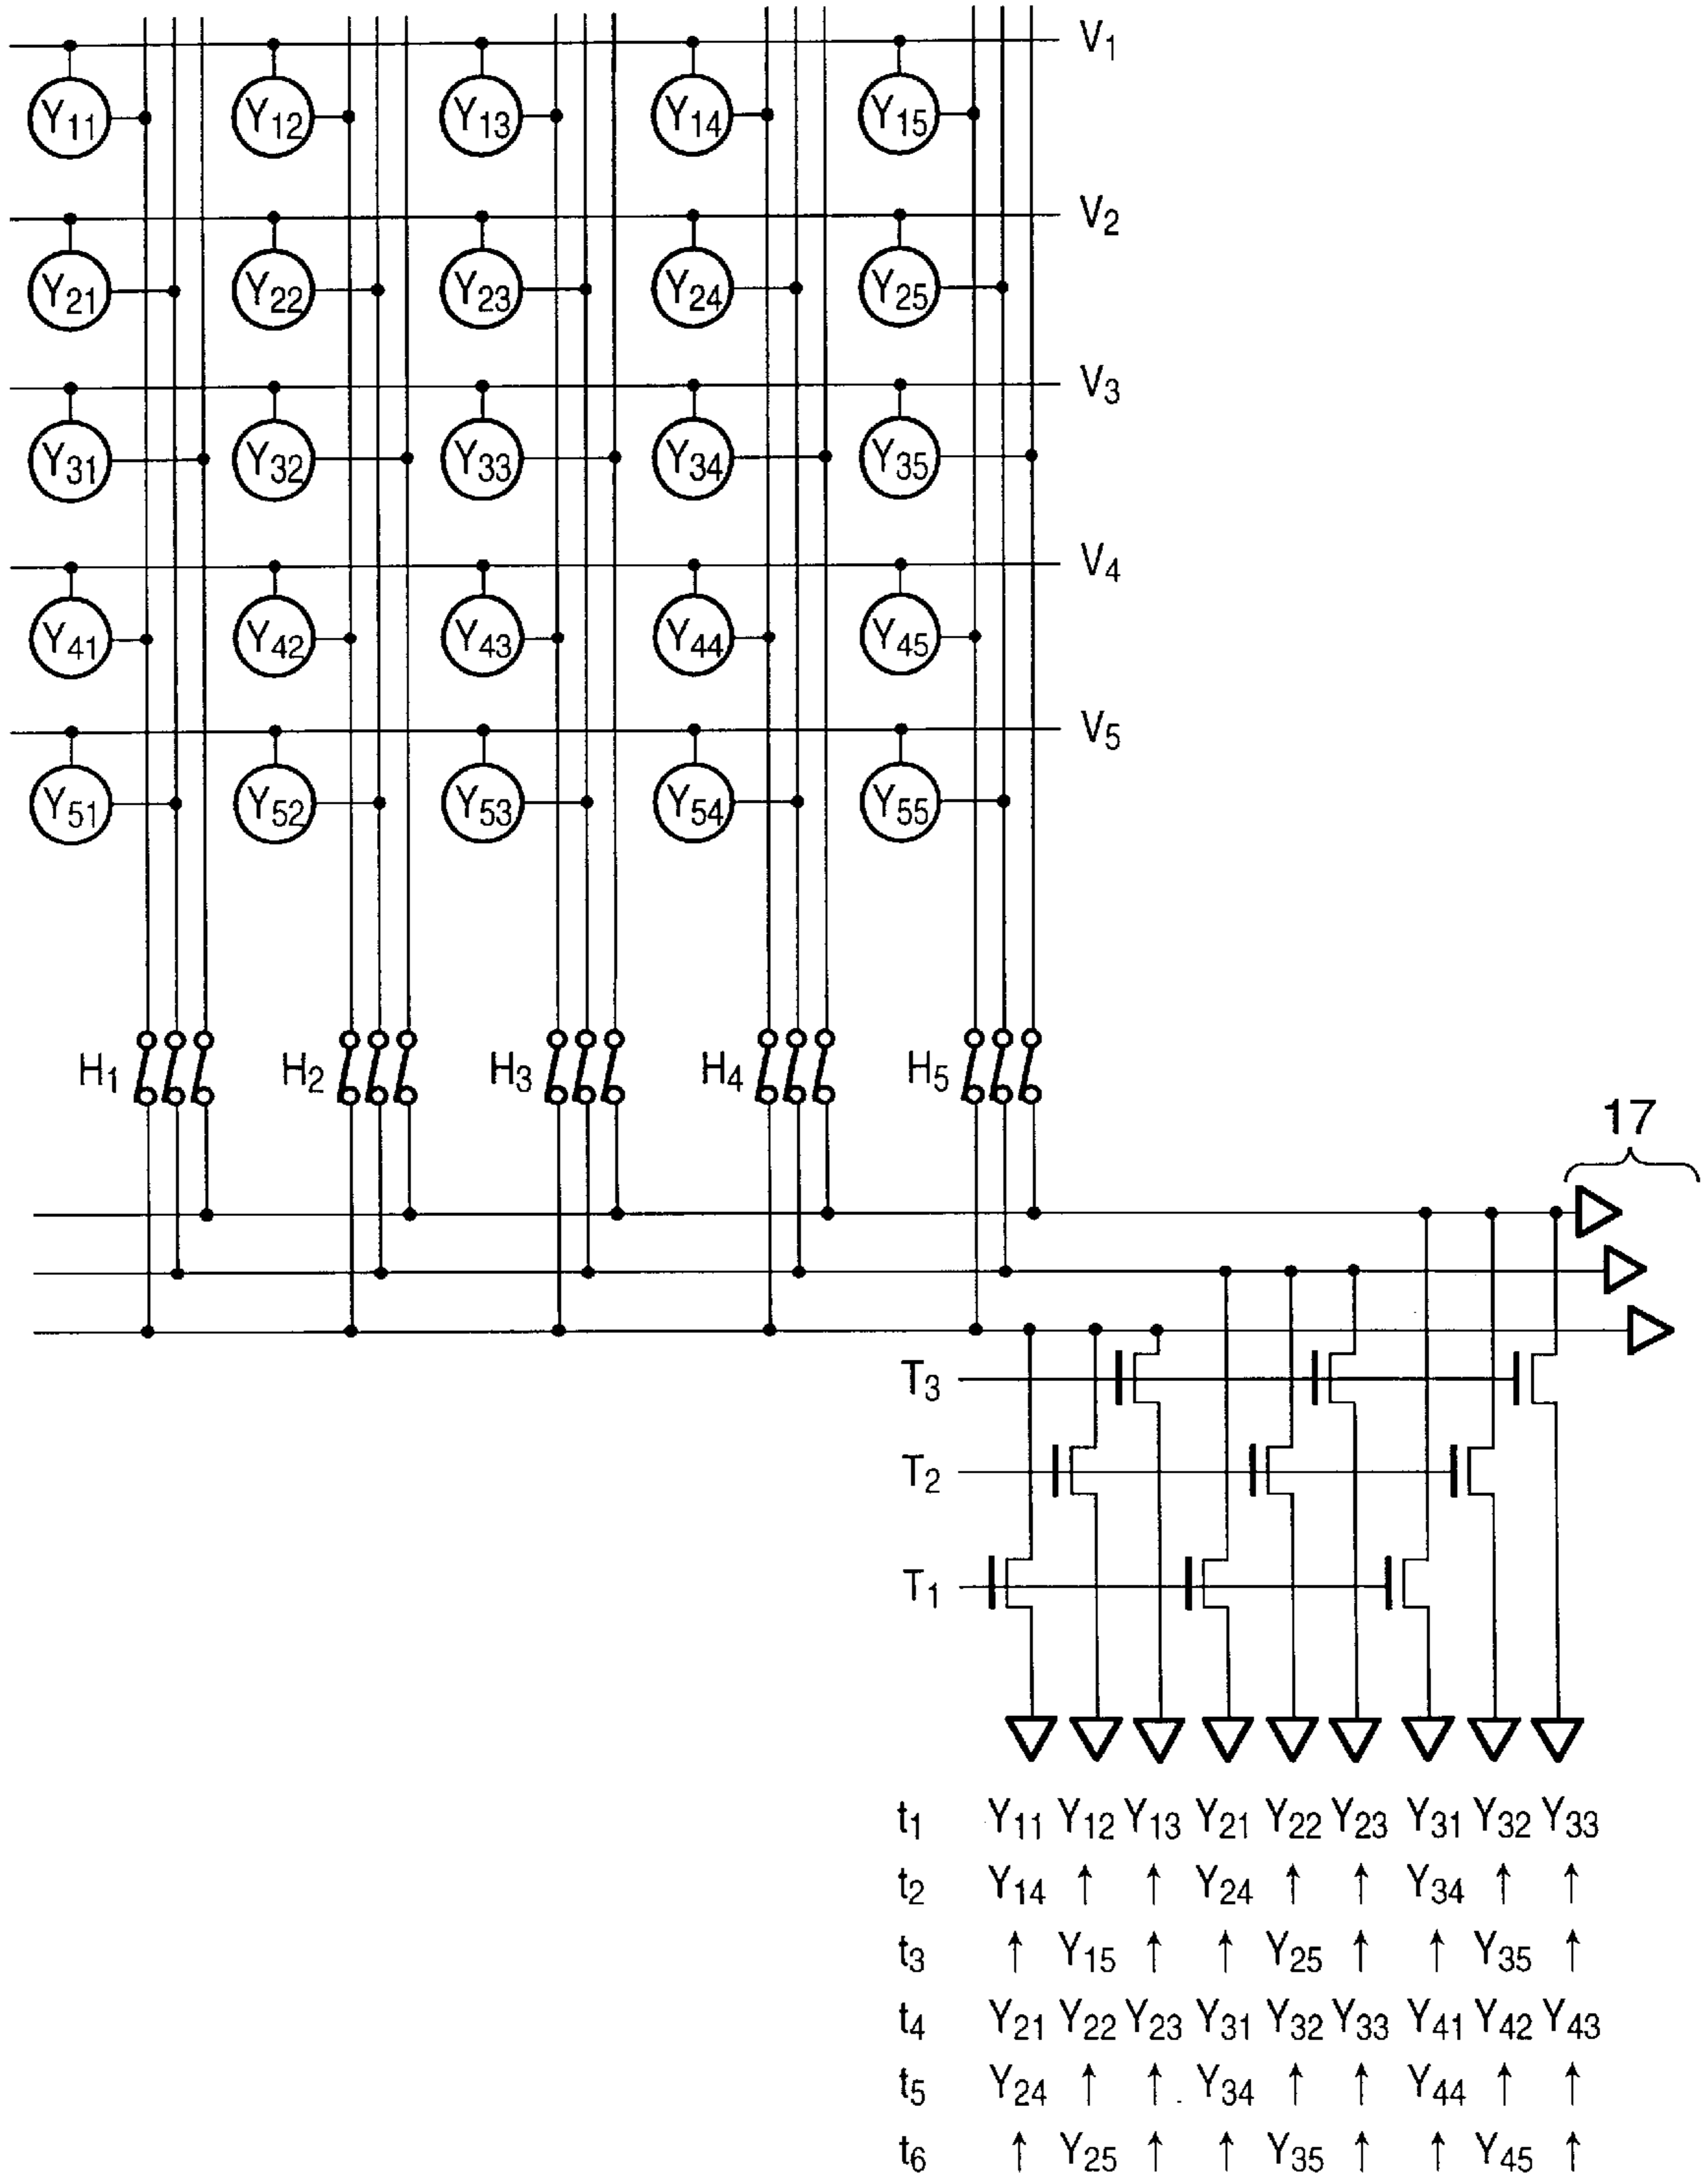 V1
Y11 Y12 Y13 Y14 Y15
V2
Y21 Y22 Y23 Y24 Y25
V3
Y31 Y32 Y33 Y34 Y35
V4
Y41 Y42 Y43 Y44 Y45
V5
Y51 Y52 Y53 Y54 Y55
H1 H2 H3 H4 H5
17
T3
T2
T1
t1 Y11 Y12 Y13 Y21 Y22 Y23 Y31 Y32 Y33
t2 Y14 ↑ ↑ Y24 ↑ ↑ Y34 ↑ ↑
t3 ↑ Y15 ↑ ↑ Y25 ↑ ↑ Y35 ↑
t4 Y21 Y22 Y23 Y31 Y32 Y33 Y41 Y42 Y43
t5 Y24 ↑ ↑ Y34 ↑ ↑ Y44 ↑ ↑
t6 ↑ Y25 ↑ ↑ Y35 ↑ ↑ Y45 ↑